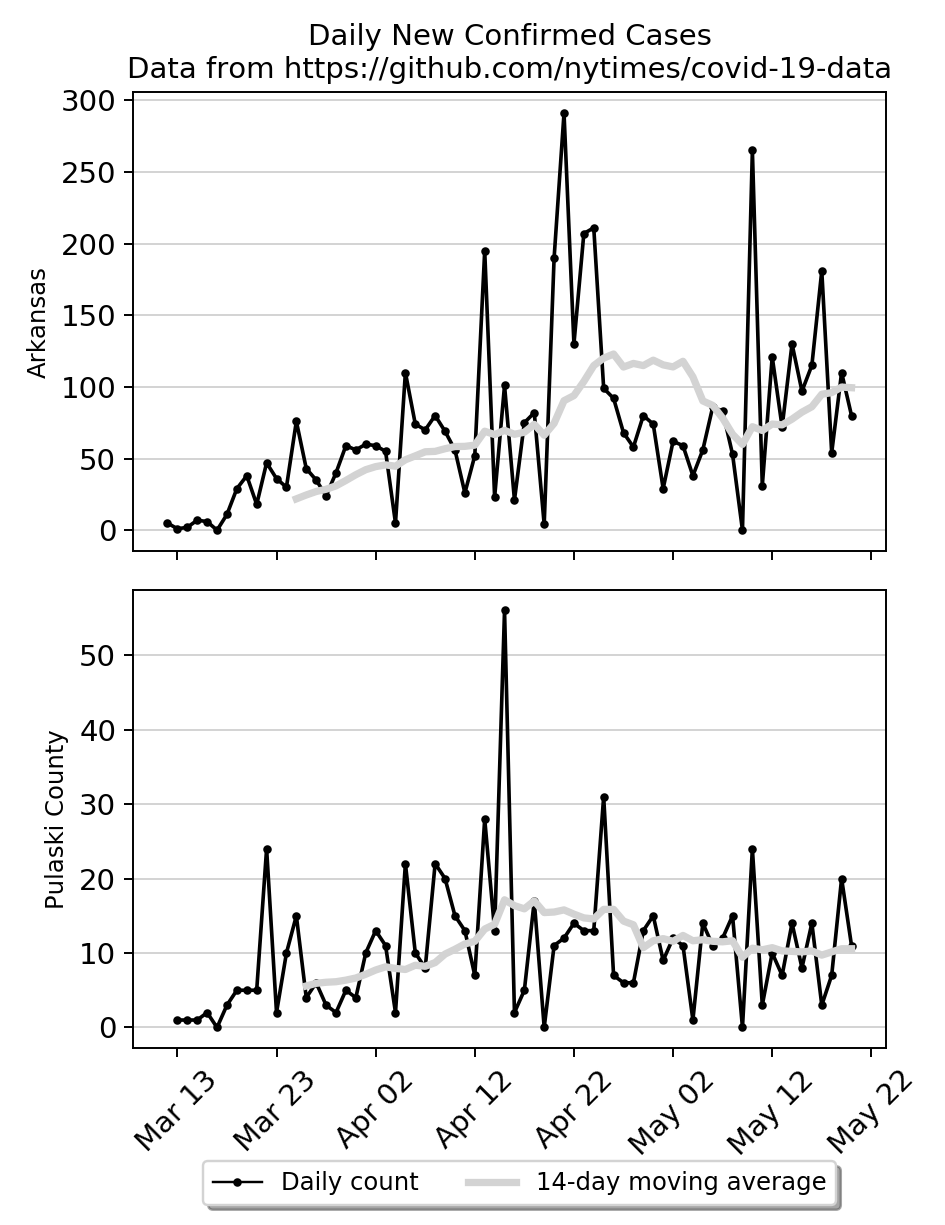 Daily New Confirmed Cases
Data from https://github.com/nytimes/covid-19-data
300
250
200
150
100
50
0
Arkansas
50
40
30
20
10
0
Pulaski County
Mar 13
Mar 23
Apr 02
Apr 12
Apr 22
May 02
May 12
May 22
Daily count
14-day moving average